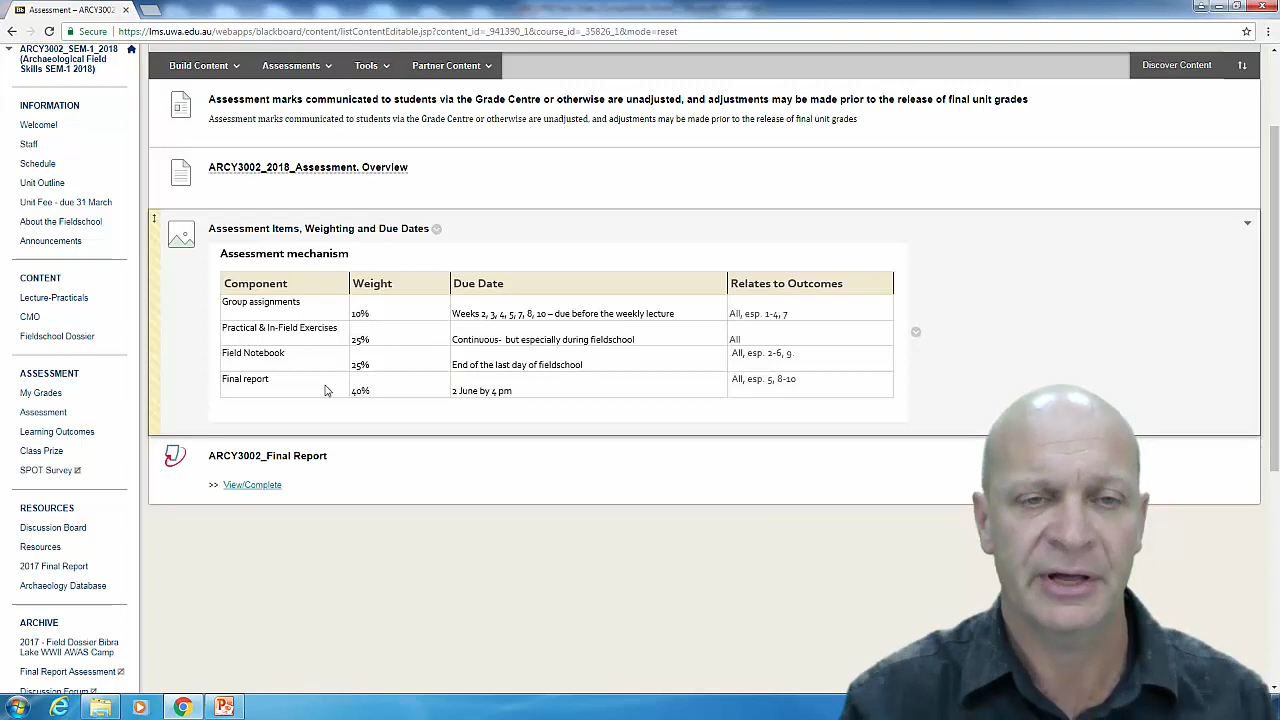 Assessment – ARCY3002
Secure
https://lms.uwa.edu.au/webapps/blackboard/content/listContentEditable.jsp?content_id=_941390_1&course_id=_35826_1&mode=reset
ARCY3002_SEM-1_2018
(Archaeological Field
Skills SEM-1 2018)
INFORMATION
Welcome!
Staff
Schedule
Unit Outline
Unit Fee - due 31 March
About the Fieldschool
Announcements
CONTENT
Lecture-Practicals
CMO
Fieldschool Dossier
ASSESSMENT
My Grades
Assessment
Learning Outcomes
Class Prize
SPOT Survey
RESOURCES
Discussion Board
Resources
2017 Final Report
Archaeology Database
ARCHIVE
2017 - Field Dossier Bibra
Lake WWII AWAS Camp
Final Report Assessment
Discussion Forum
Build Content Assessments Tools Partner Content Discover Content
Assessment marks communicated to students via the Grade Centre or otherwise are unadjusted, and adjustments may be made prior to the release of final unit grades
Assessment marks communicated to students via the Grade Centre or otherwise are unadjusted, and adjustments may be made prior to the release of final unit grades
ARCY3002_2018_Assessment. Overview
Assessment Items, Weighting and Due Dates
Assessment mechanism
Component Weight Due Date Relates to Outcomes
Group assignments 10% Weeks 2, 3, 4, 5, 7, 8, 10 – due before the weekly lecture All, esp. 1-4, 7
Practical & In-Field Exercises 25% Continuous- but especially during fieldschool All
Field Notebook 25% End of the last day of fieldschool All, esp. 2-6, 9.
Final report 40% 2 June by 4 pm All, esp. 5, 8-10
ARCY3002_Final Report
>> View/Complete